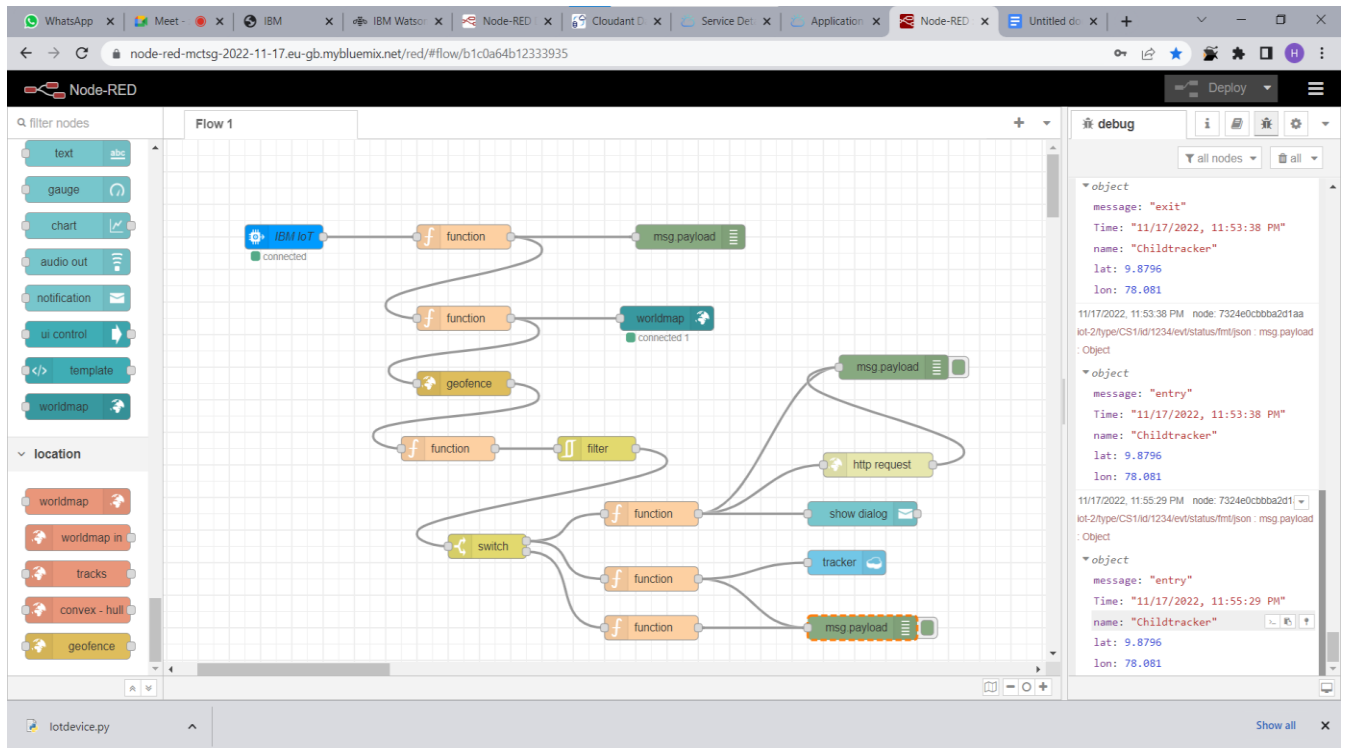 WhatsApp
Meet -
IBM
IBM Watsor
Node-RED
Cloudant D
Service Deta
Application
Node-RED
Untitled do
node-red-mctsg-2022-11-17.eu-gb.mybluemix.net/red/#flow/b1c0a64b12333935
H
Node-RED
Deploy
filter nodes
Flow 1
debug
i
all nodes
all
text
abc
gauge
chart
audio out
notification
ui control
</> template
worldmap
location
worldmap
worldmap in
tracks
convex - hull
geofence
IBM IoT
connected
f function
msg.payload
f function
worldmap
connected 1
geofence
msg.payload
f function
filter
http request
f function
show dialog
switch
tracker
f function
f function
msg.payload
object
message: "exit"
Time: "11/17/2022, 11:53:38 PM"
name: "Childtracker"
lat: 9.8796
lon: 78.081
11/17/2022, 11:53:38 PM node: 7324e0cbbba2d1aa
iot-2/type/CS1/id/1234/evt/status/fmt/json : msg.payload
: Object
object
message: "entry"
Time: "11/17/2022, 11:53:38 PM"
name: "Childtracker"
lat: 9.8796
lon: 78.081
11/17/2022, 11:55:29 PM node: 7324e0cbbba2d1
iot-2/type/CS1/id/1234/evt/status/fmt/json : msg.payload
: Object
object
message: "entry"
Time: "11/17/2022, 11:55:29 PM"
name: "Childtracker"
lat: 9.8796
lon: 78.081
Iotdevice.py
Show all